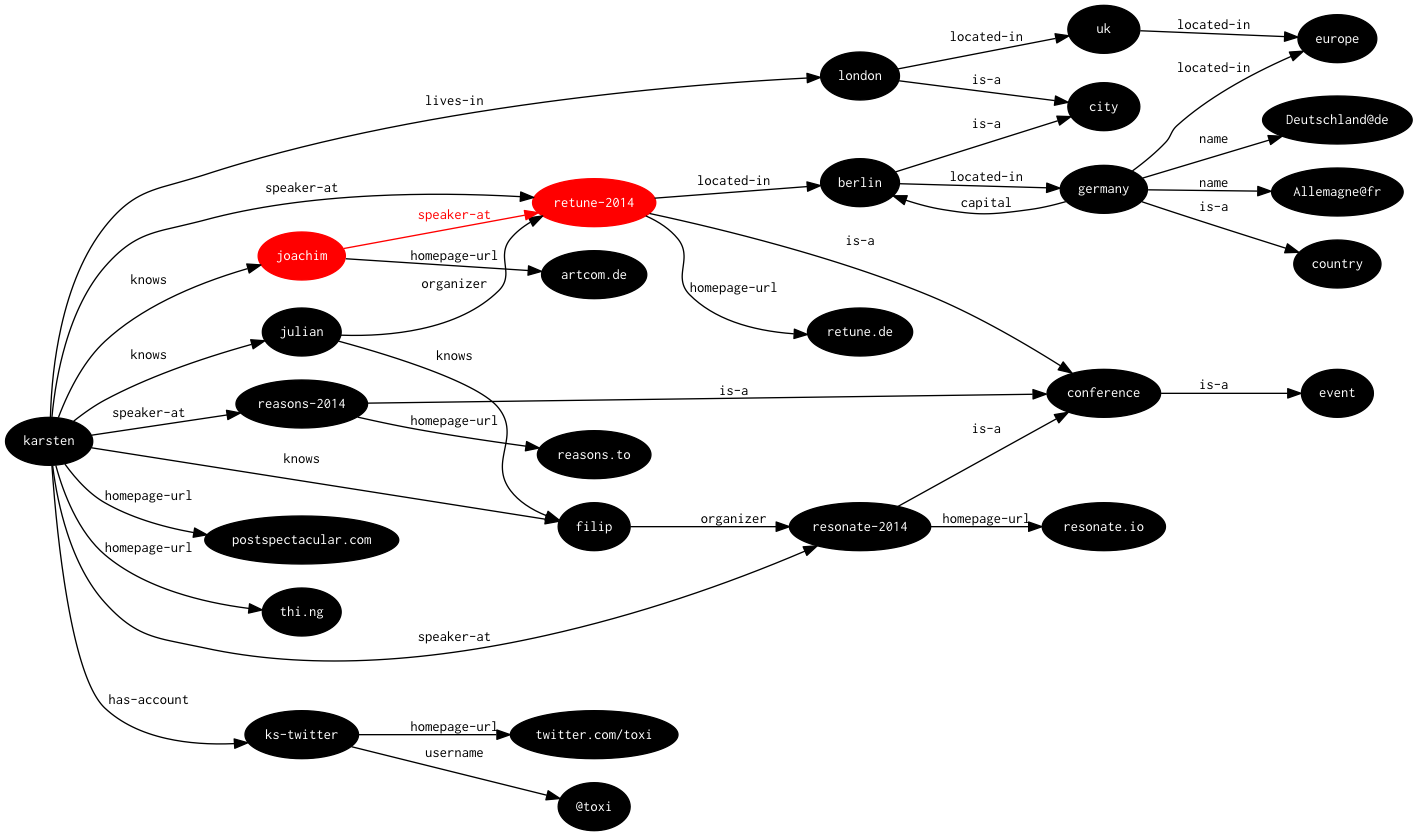 uk
located-in
europe
located-in
london
located-in
is-a
lives-in
city
Deutschland@de
is-a
name
speaker-at
located-in
berlin
located-in
germany
name
Allemagne@fr
retune-2014
capital
is-a
speaker-at
is-a
joachim
homepage-url
country
knows
organizer
artcom.de
homepage-url
julian
retune.de
knows
knows
is-a
is-a
conference
event
reasons-2014
speaker-at
homepage-url
is-a
karsten
knows
reasons.to
homepage-url
organizer
homepage-url
filip
resonate-2014
resonate.io
postspectacular.com
homepage-url
thi.ng
speaker-at
has-account
homepage-url
ks-twitter
twitter.com/toxi
username
@toxi